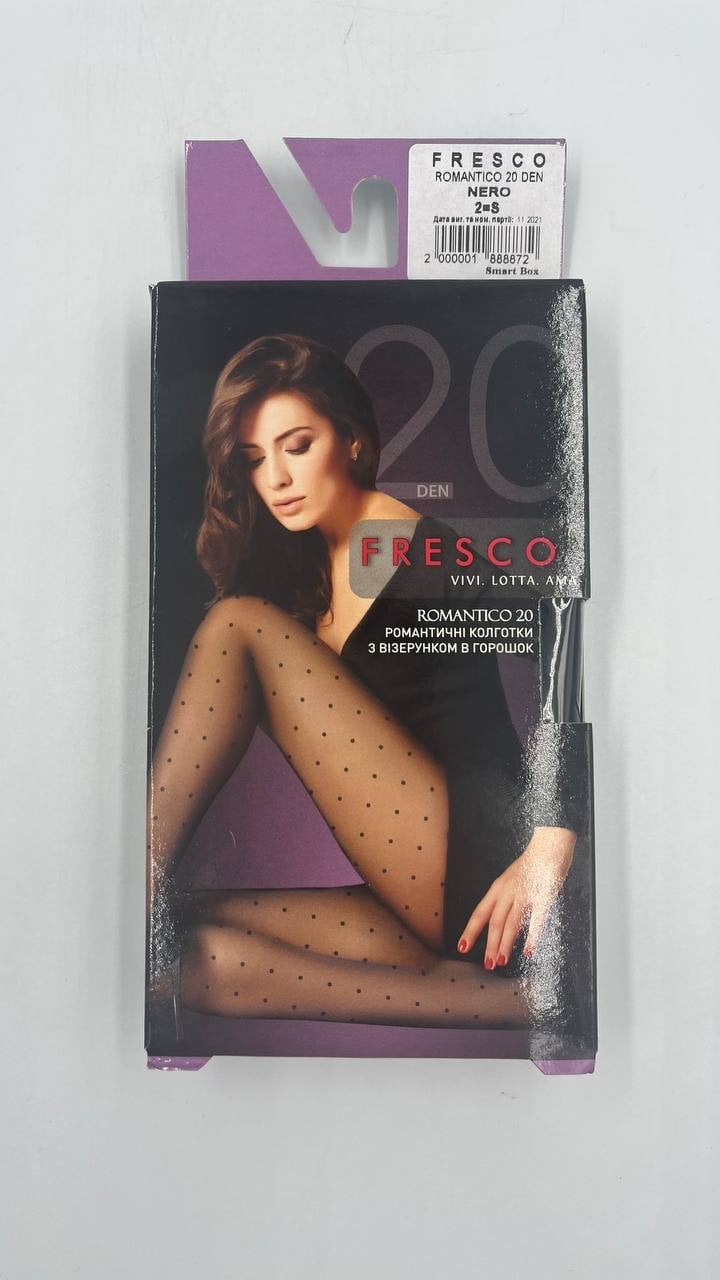 FRESCO
ROMANTICO 20 DEN
NERO
2=S
Дата виг. та ном. партії: 11 2021
2 000001 888872
Smart Box
20
DEN
FRESCO
VIVI. LOTTA. AMA
ROMANTICO 20
РОМАНТИЧНІ КОЛГОТКИ
З ВІЗЕРУНКОМ В ГОРОШОК